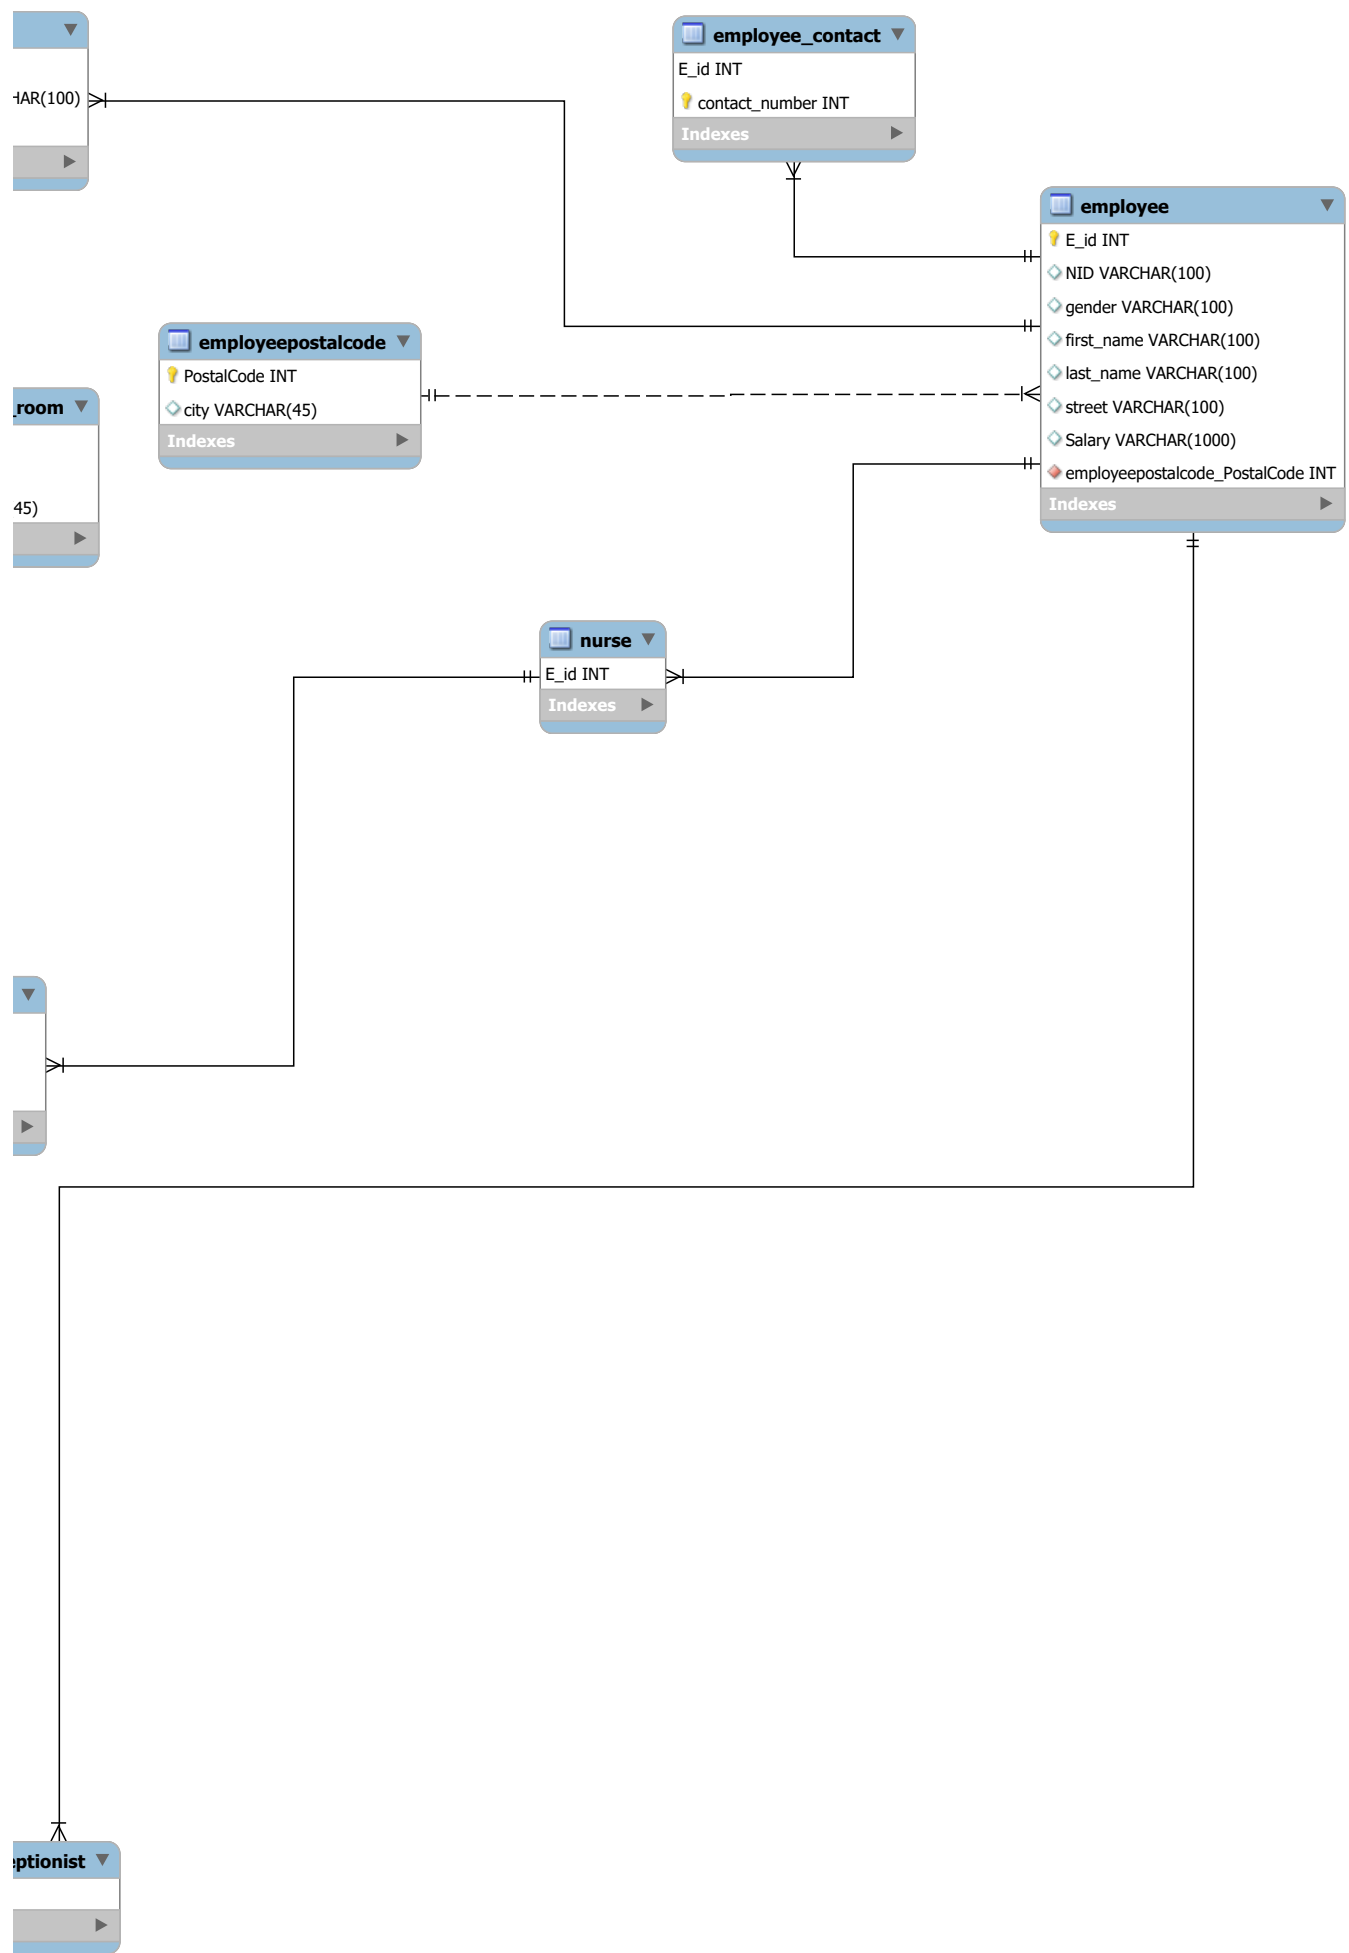 employee_contact
E_id INT
contact_number INT
Indexes
HAR(100)
employee
E_id INT
NID VARCHAR(100)
gender VARCHAR(100)
first_name VARCHAR(100)
last_name VARCHAR(100)
street VARCHAR(100)
Salary VARCHAR(1000)
employeepostalcode_PostalCode INT
Indexes
employeepostalcode
PostalCode INT
city VARCHAR(45)
Indexes
_room
45)
nurse
E_id INT
Indexes
eptionist